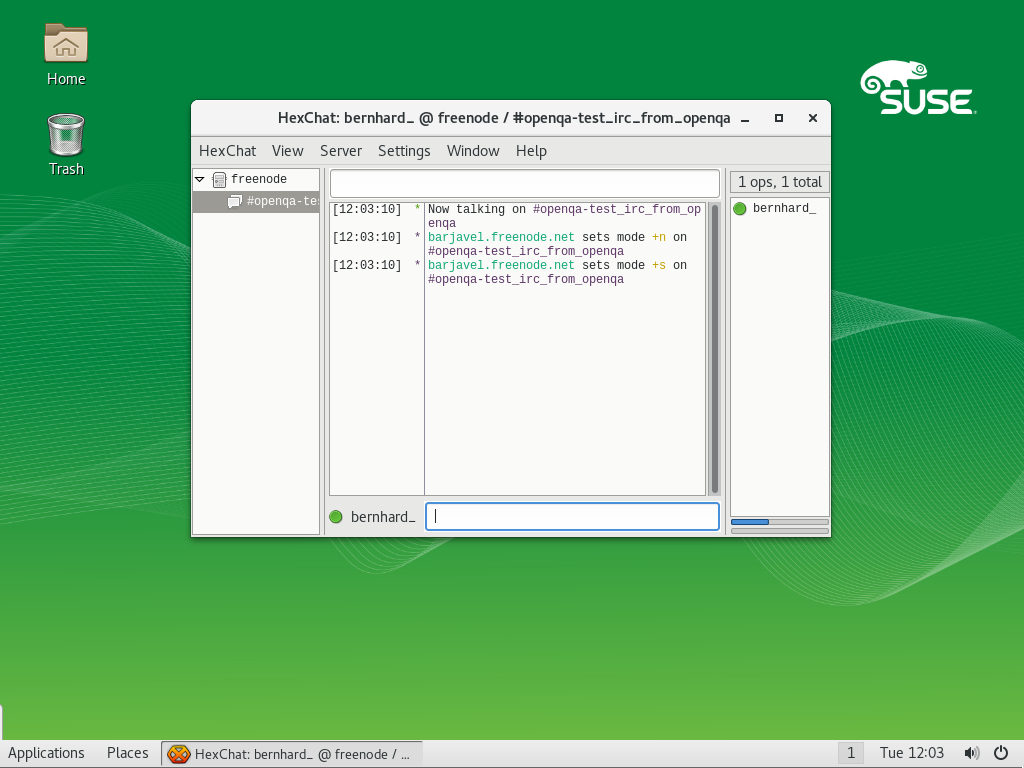 Home
Trash
SUSE
HexChat: bernhard_ @ freenode / #openqa-test_irc_from_openqa
HexChat View Server Settings Window Help
freenode
#openqa-tes
1 ops, 1 total
bernhard_
[12:03:10] * Now talking on #openqa-test_irc_from_op
enqa
[12:03:10] * barjavel.freenode.net sets mode +n on
#openqa-test_irc_from_openqa
[12:03:10] * barjavel.freenode.net sets mode +s on
#openqa-test_irc_from_openqa
bernhard_
Applications Places HexChat: bernhard_ @ freenode / ... 1 Tue 12:03